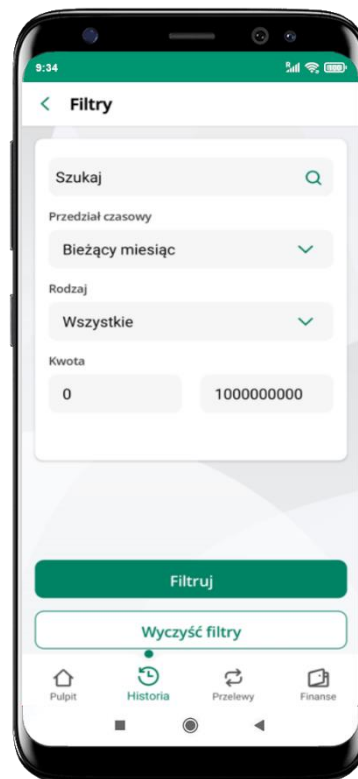 9:34
Filtry
Szukaj
Przedział czasowy
Bieżący miesiąc
Rodzaj
Wszystkie
Kwota
0 1000000000
Filtruj
Wyczyść filtry
Pulpit Historia Przelewy Finanse